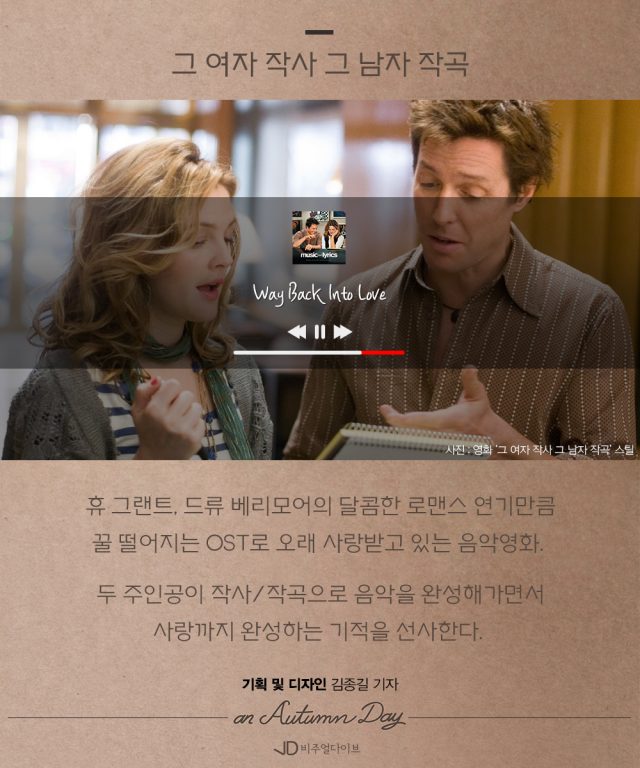 그 여자 작사 그 남자 작곡
music and lyrics
Way Back Into Love
사진 : 영화 '그 여자 작사 그 남자 작곡' 스틸
휴 그랜트, 드류 베리모어의 달콤한 로맨스 연기만큼
꿀 떨어지는 OST로 오래 사랑받고 있는 음악영화.
두 주인공이 작사/작곡으로 음악을 완성해가면서
사랑까지 완성하는 기적을 선사한다.
기획 및 디자인 김종길 기자
an Autumn Day
VD 비주얼다이브